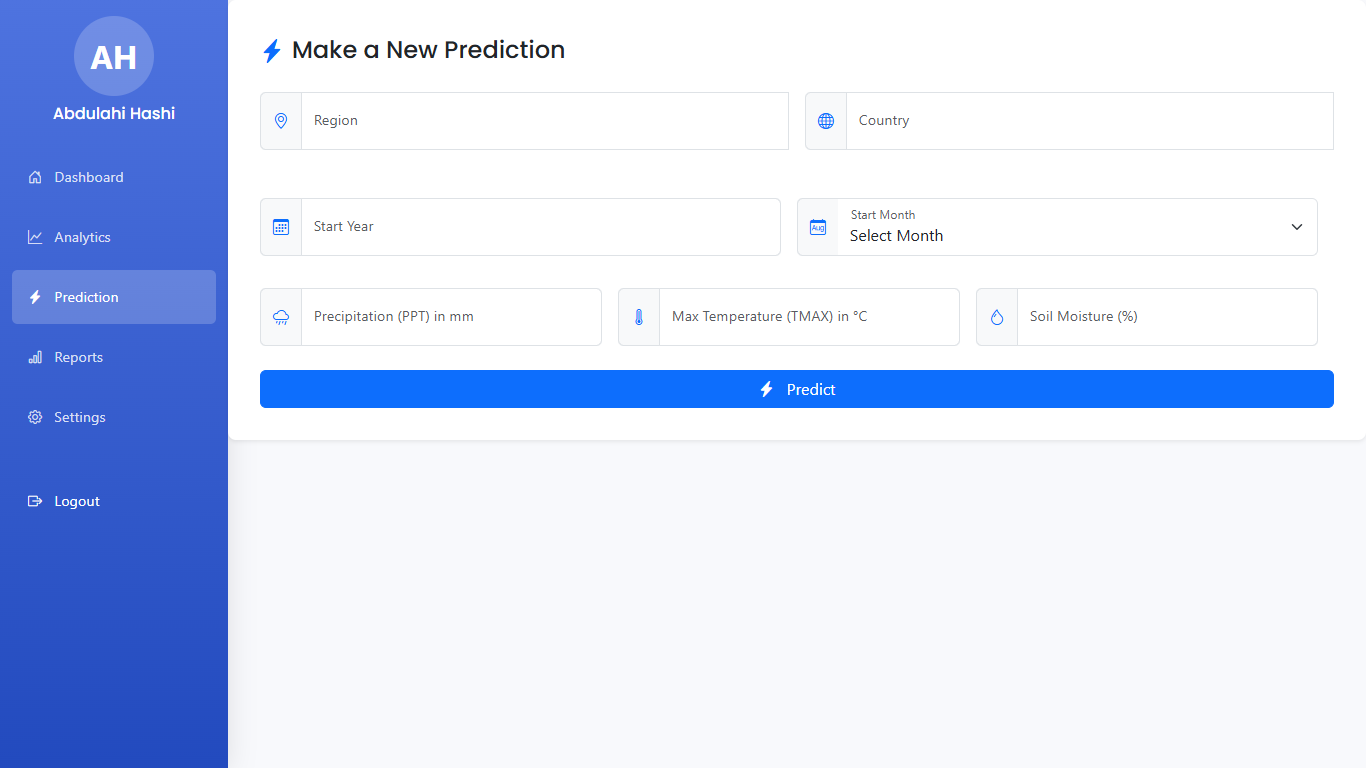 AH
Abdulahi Hashi
Dashboard
Analytics
Prediction
Reports
Settings
Logout
Make a New Prediction
Region
Country
Start Year
Aug
Start Month
Select Month
Precipitation (PPT) in mm
Max Temperature (TMAX) in °C
Soil Moisture (%)
Predict